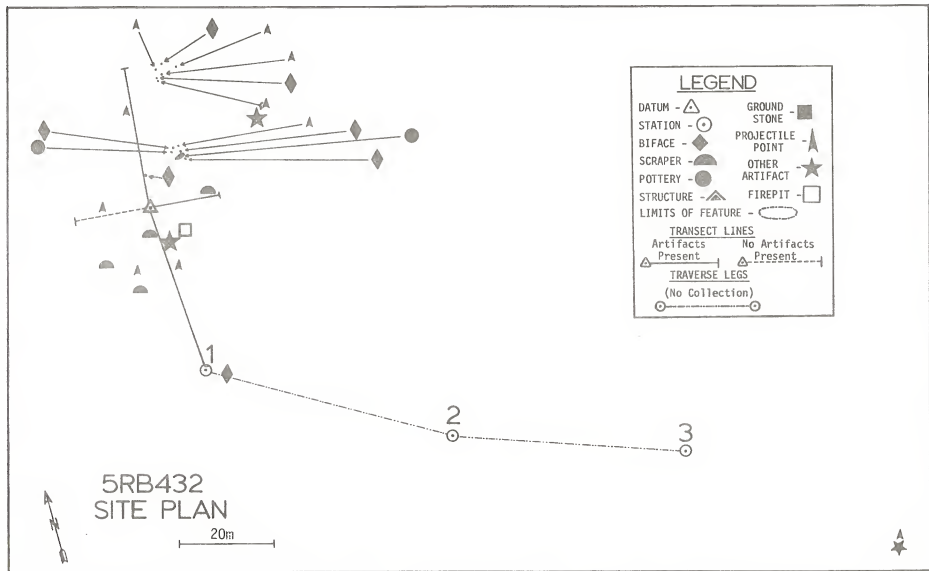 LEGEND
DATUM -
STATION -
BIFACE -
SCRAPER -
POTTERY -
STRUCTURE -
GROUND STONE -
PROJECTILE POINT -
OTHER ARTIFACT -
FIREPIT -
LIMITS OF FEATURE -
TRANSECT LINES
Artifacts Present
No Artifacts Present
TRAVERSE LEGS
(No Collection)
1
2
3
5RB432
SITE PLAN
N
20m